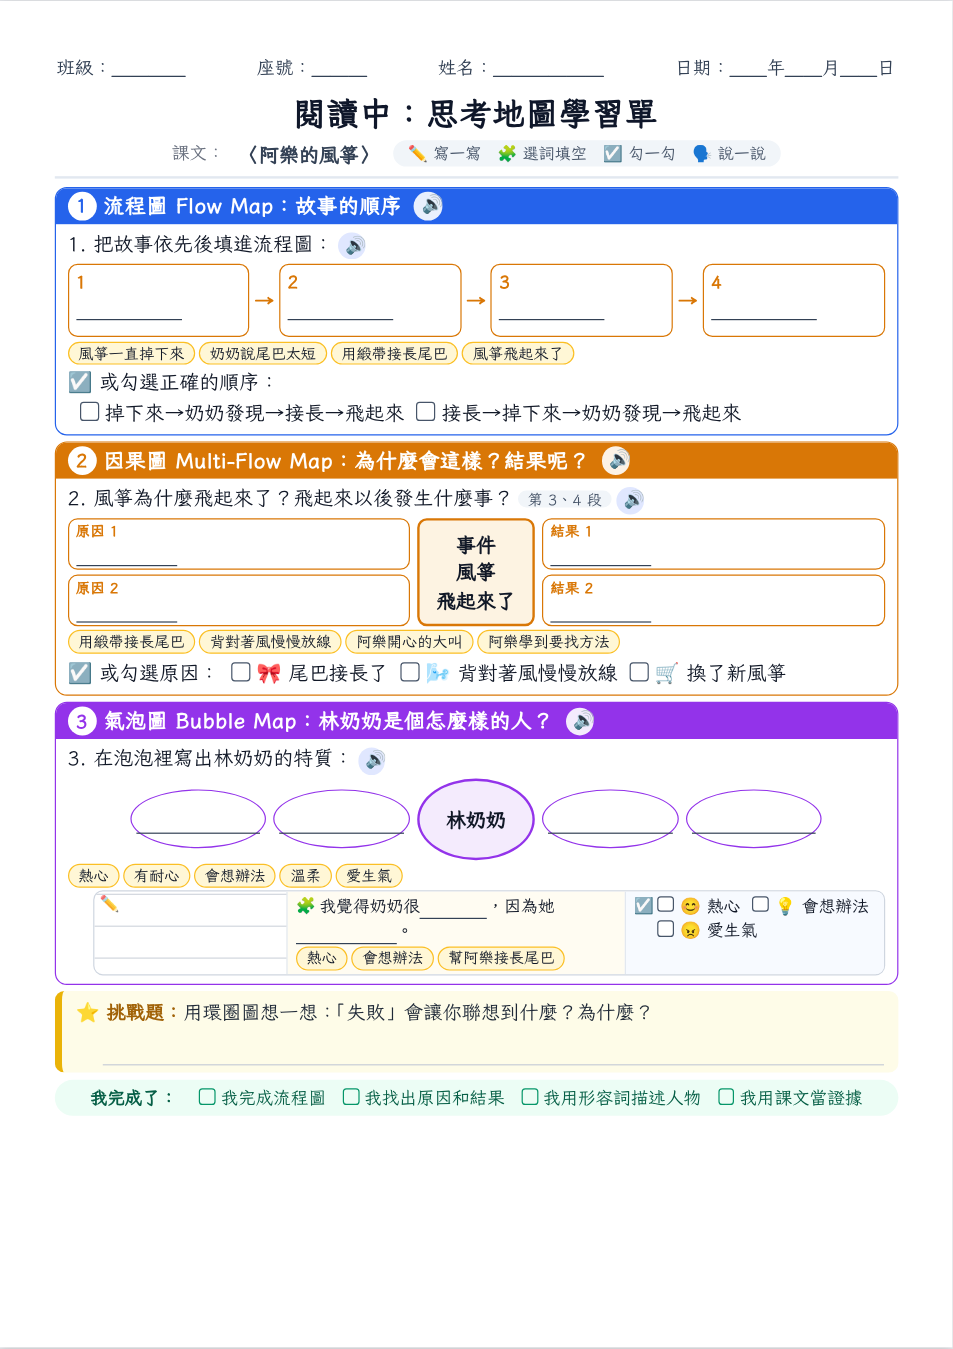 班級：________ 座號：______ 姓名：____________ 日期：____年____月____日
閱讀中：思考地圖學習單
課文： 〈阿樂的風箏〉 ✏️ 寫一寫 🧩 選詞填空 ☑️ 勾一勾 🗣️ 說一說
1 流程圖 Flow Map：故事的順序 🔊
1. 把故事依先後填進流程圖： 🔊
1 → 2 → 3 → 4
風箏一直掉下來 奶奶說尾巴太短 用緞帶接長尾巴 風箏飛起來了
☑️ 或勾選正確的順序：
☐ 掉下來→奶奶發現→接長→飛起來 ☐ 接長→掉下來→奶奶發現→飛起來
2 因果圖 Multi-Flow Map：為什麼會這樣？結果呢？ 🔊
2. 風箏為什麼飛起來了？飛起來以後發生什麼事？ 第 3、4 段 🔊
原因 1
原因 2
事件
風箏
飛起來了
結果 1
結果 2
用緞帶接長尾巴 背對著風慢慢放線 阿樂開心的大叫 阿樂學到要找方法
☑️ 或勾選原因： ☐ 🎀 尾巴接長了 ☐ 🌬️ 背對著風慢慢放線 ☐ 🛒 換了新風箏
3 氣泡圖 Bubble Map：林奶奶是個怎麼樣的人？ 🔊
3. 在泡泡裡寫出林奶奶的特質： 🔊
林奶奶
熱心 有耐心 會想辦法 溫柔 愛生氣
✏️
🧩 我覺得奶奶很________，因為她
____________。
熱心 會想辦法 幫阿樂接長尾巴
☑️ ☐ 😊 熱心 ☐ 💡 會想辦法
☐ 😠 愛生氣
⭐ 挑戰題：用環圈圖想一想：「失敗」會讓你聯想到什麼？為什麼？
我完成了： ☐ 我完成流程圖 ☐ 我找出原因和結果 ☐ 我用形容詞描述人物 ☐ 我用課文當證據